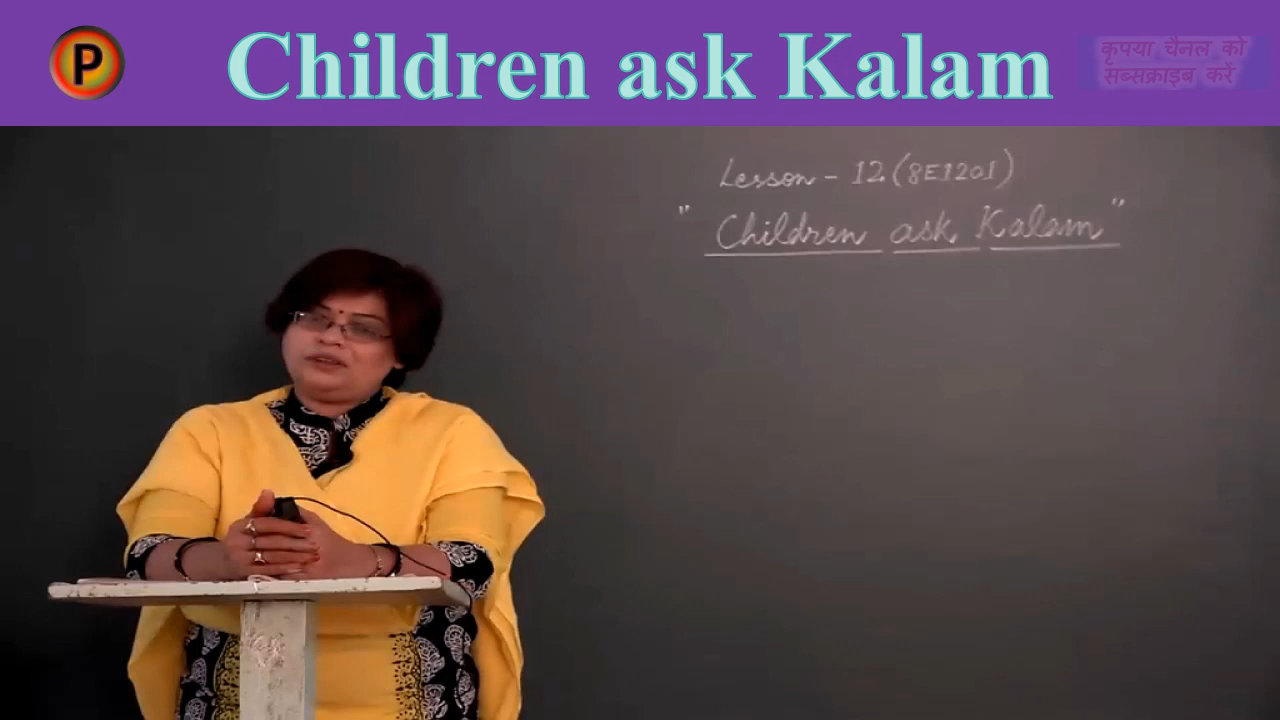 P
Children ask Kalam
कृपया चैनल को
सब्सक्राइब करें
Lesson - 12 (8E1201)
"Children ask Kalam"